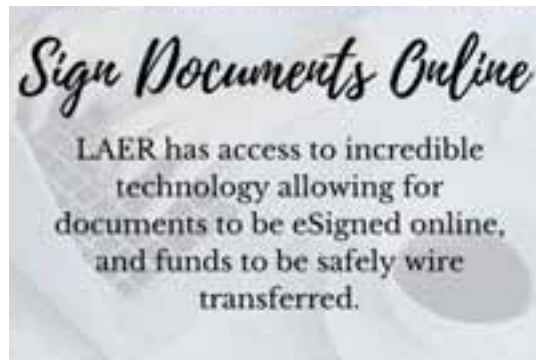 Sign Documents Online
LAER has access to incredible
technology allowing for
documents to be eSigned online,
and funds to be safely wire
transferred.